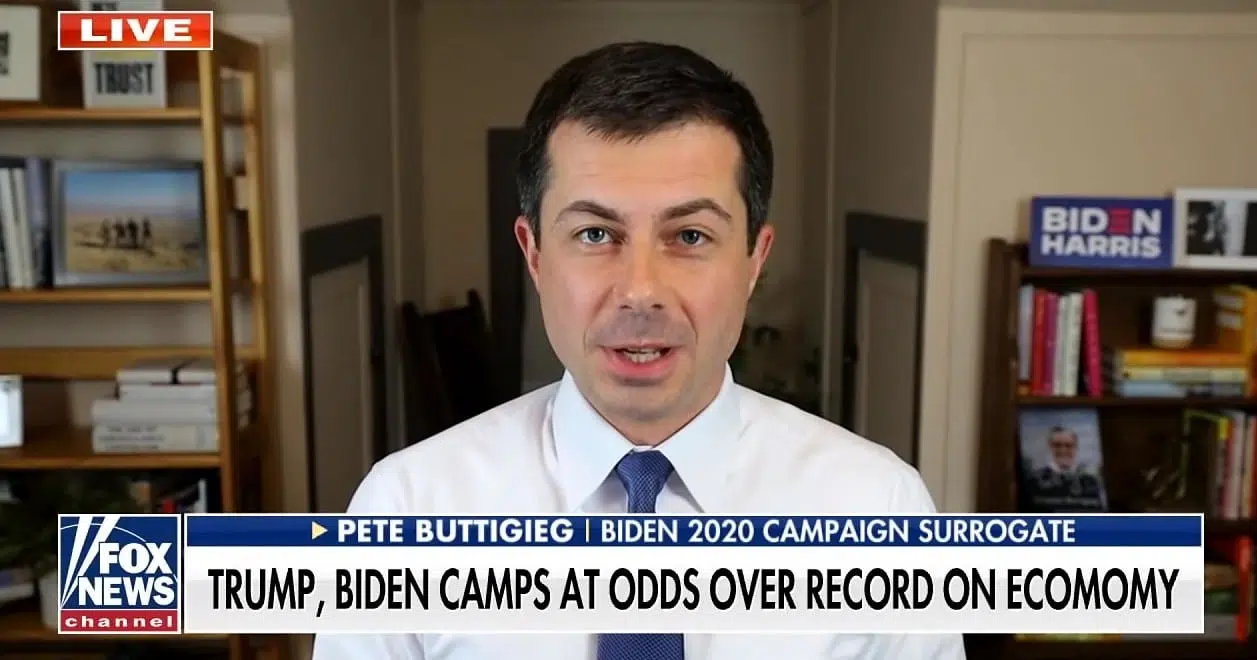 LIVE
TRUST
BIDEN
HARRIS
PETE BUTTIGIEG | BIDEN 2020 CAMPAIGN SURROGATE
FOX
NEWS
channel
TRUMP, BIDEN CAMPS AT ODDS OVER RECORD ON ECOMOMY